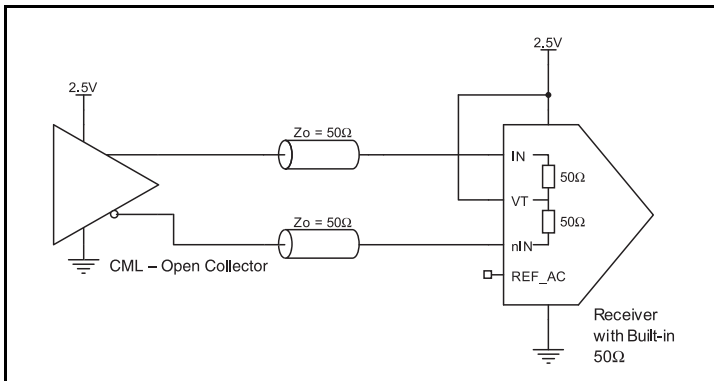 2.5V
2.5V
Zo = 50Ω
IN
50Ω
VT
50Ω
Zo = 50Ω
nIN
CML – Open Collector
REF_AC
Receiver
with Built-in
50Ω